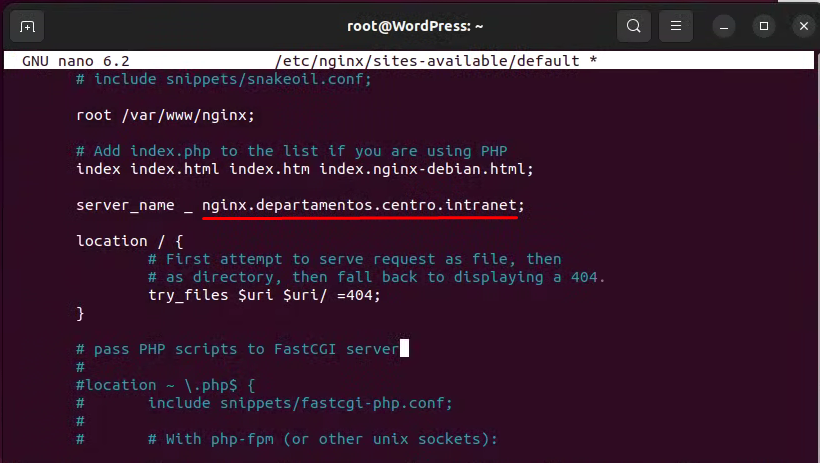 root@WordPress: ~
GNU nano 6.2 /etc/nginx/sites-available/default *
# include snippets/snakeoil.conf;
root /var/www/nginx;
# Add index.php to the list if you are using PHP
index index.html index.htm index.nginx-debian.html;
server_name _ nginx.departamentos.centro.intranet;
location / {
# First attempt to serve request as file, then
# as directory, then fall back to displaying a 404.
try_files $uri $uri/ =404;
}
# pass PHP scripts to FastCGI server
#
#location ~ \.php$ {
# include snippets/fastcgi-php.conf;
#
# # With php-fpm (or other unix sockets):